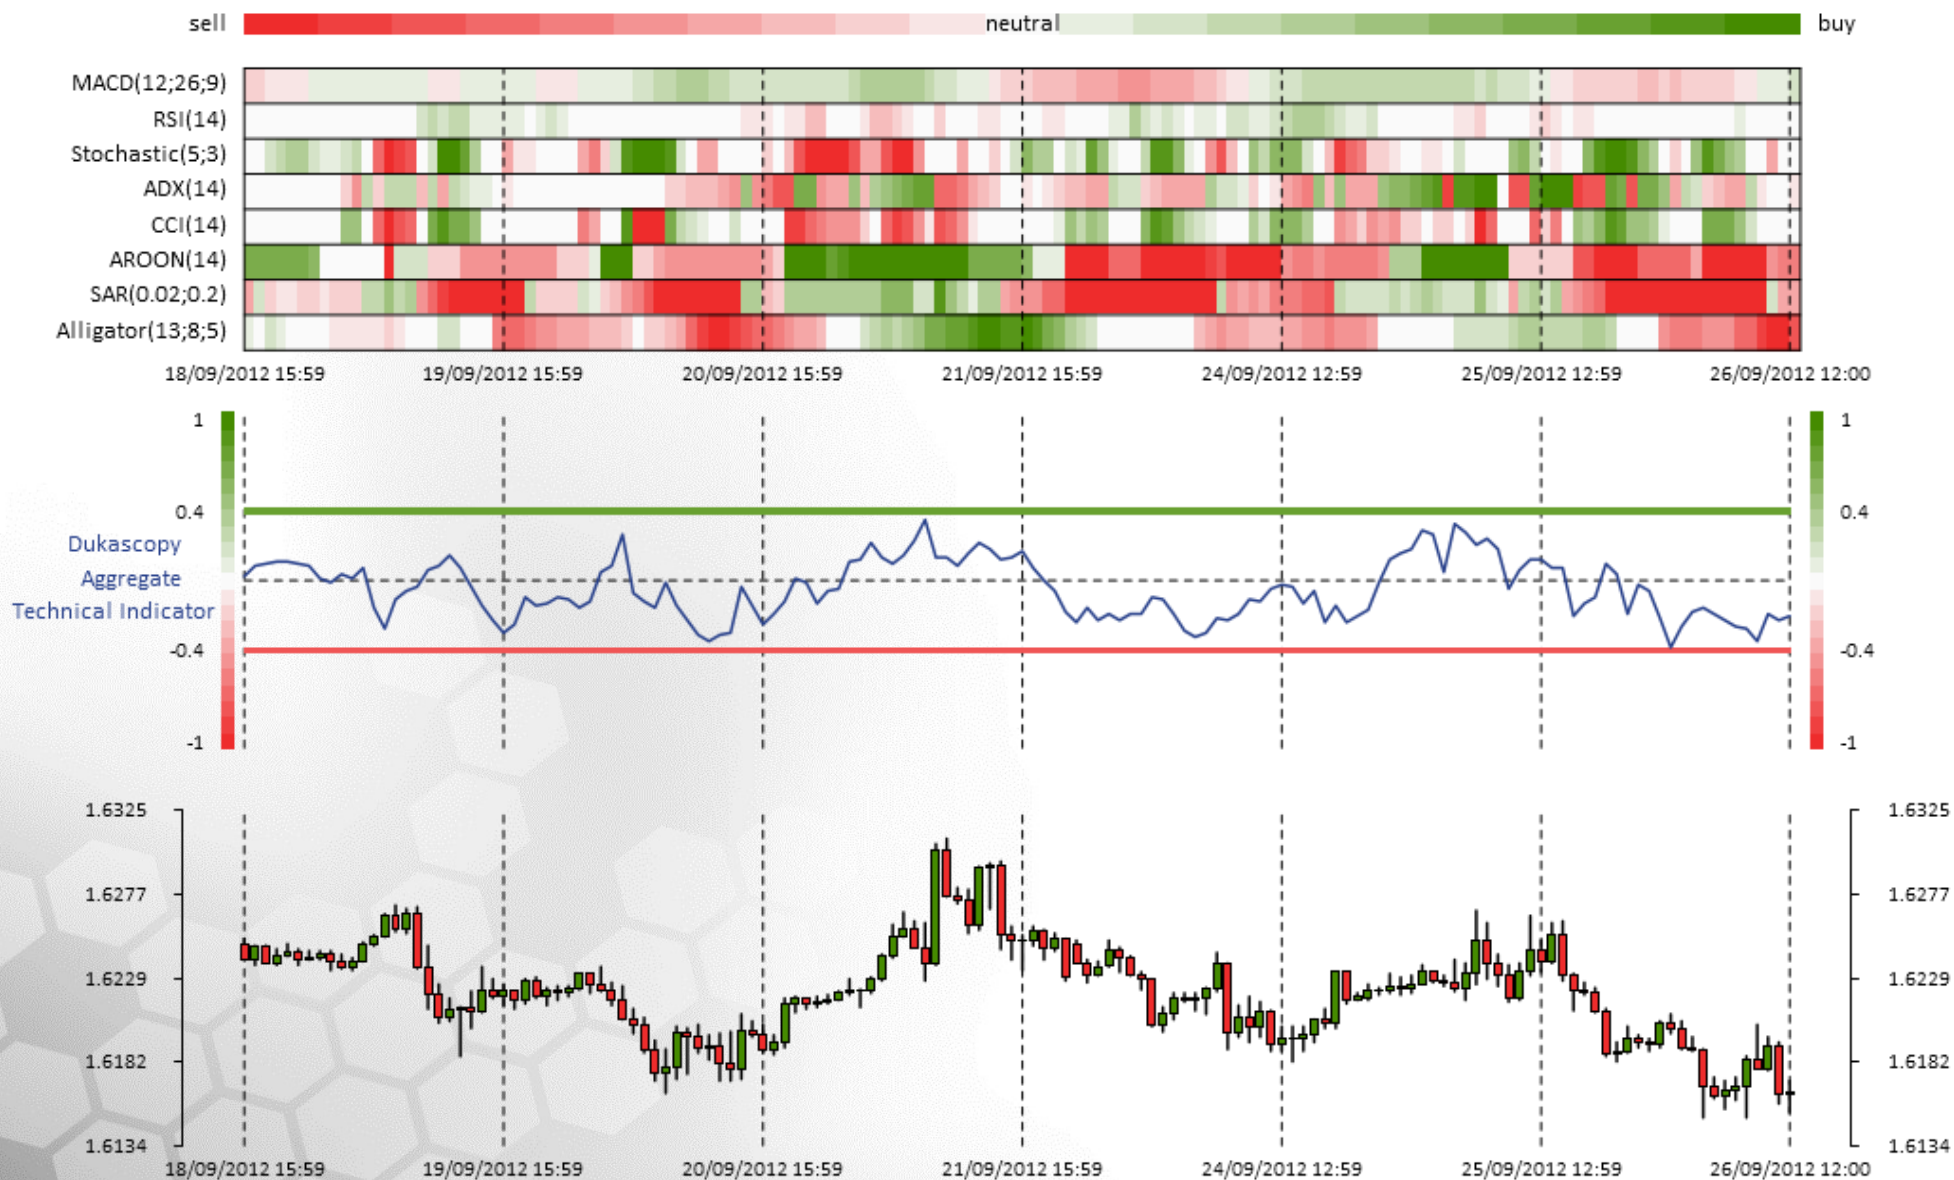 sell neutral buy
MACD(12;26;9)
RSI(14)
Stochastic(5;3)
ADX(14)
CCI(14)
AROON(14)
SAR(0.02;0.2)
Alligator(13;8;5)
18/09/2012 15:59 19/09/2012 15:59 20/09/2012 15:59 21/09/2012 15:59 24/09/2012 12:59 25/09/2012 12:59 26/09/2012 12:00
1 1
0.4 0.4
Dukascopy
Aggregate
Technical Indicator
-0.4 -0.4
-1 -1
1.6325 1.6325
1.6277 1.6277
1.6229 1.6229
1.6182 1.6182
1.6134 1.6134
18/09/2012 15:59 19/09/2012 15:59 20/09/2012 15:59 21/09/2012 15:59 24/09/2012 12:59 25/09/2012 12:59 26/09/2012 12:00